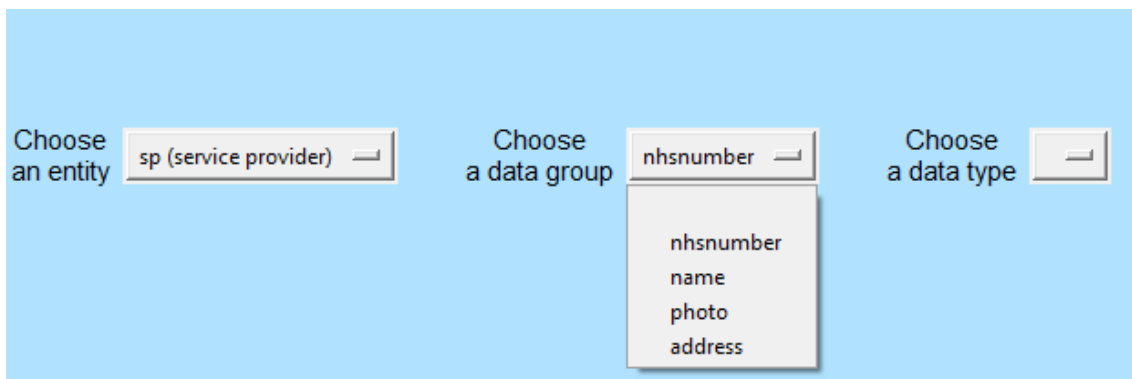 Choose
an entity
sp (service provider)
Choose
a data group
nhsnumber
Choose
a data type
nhsnumber
name
photo
address